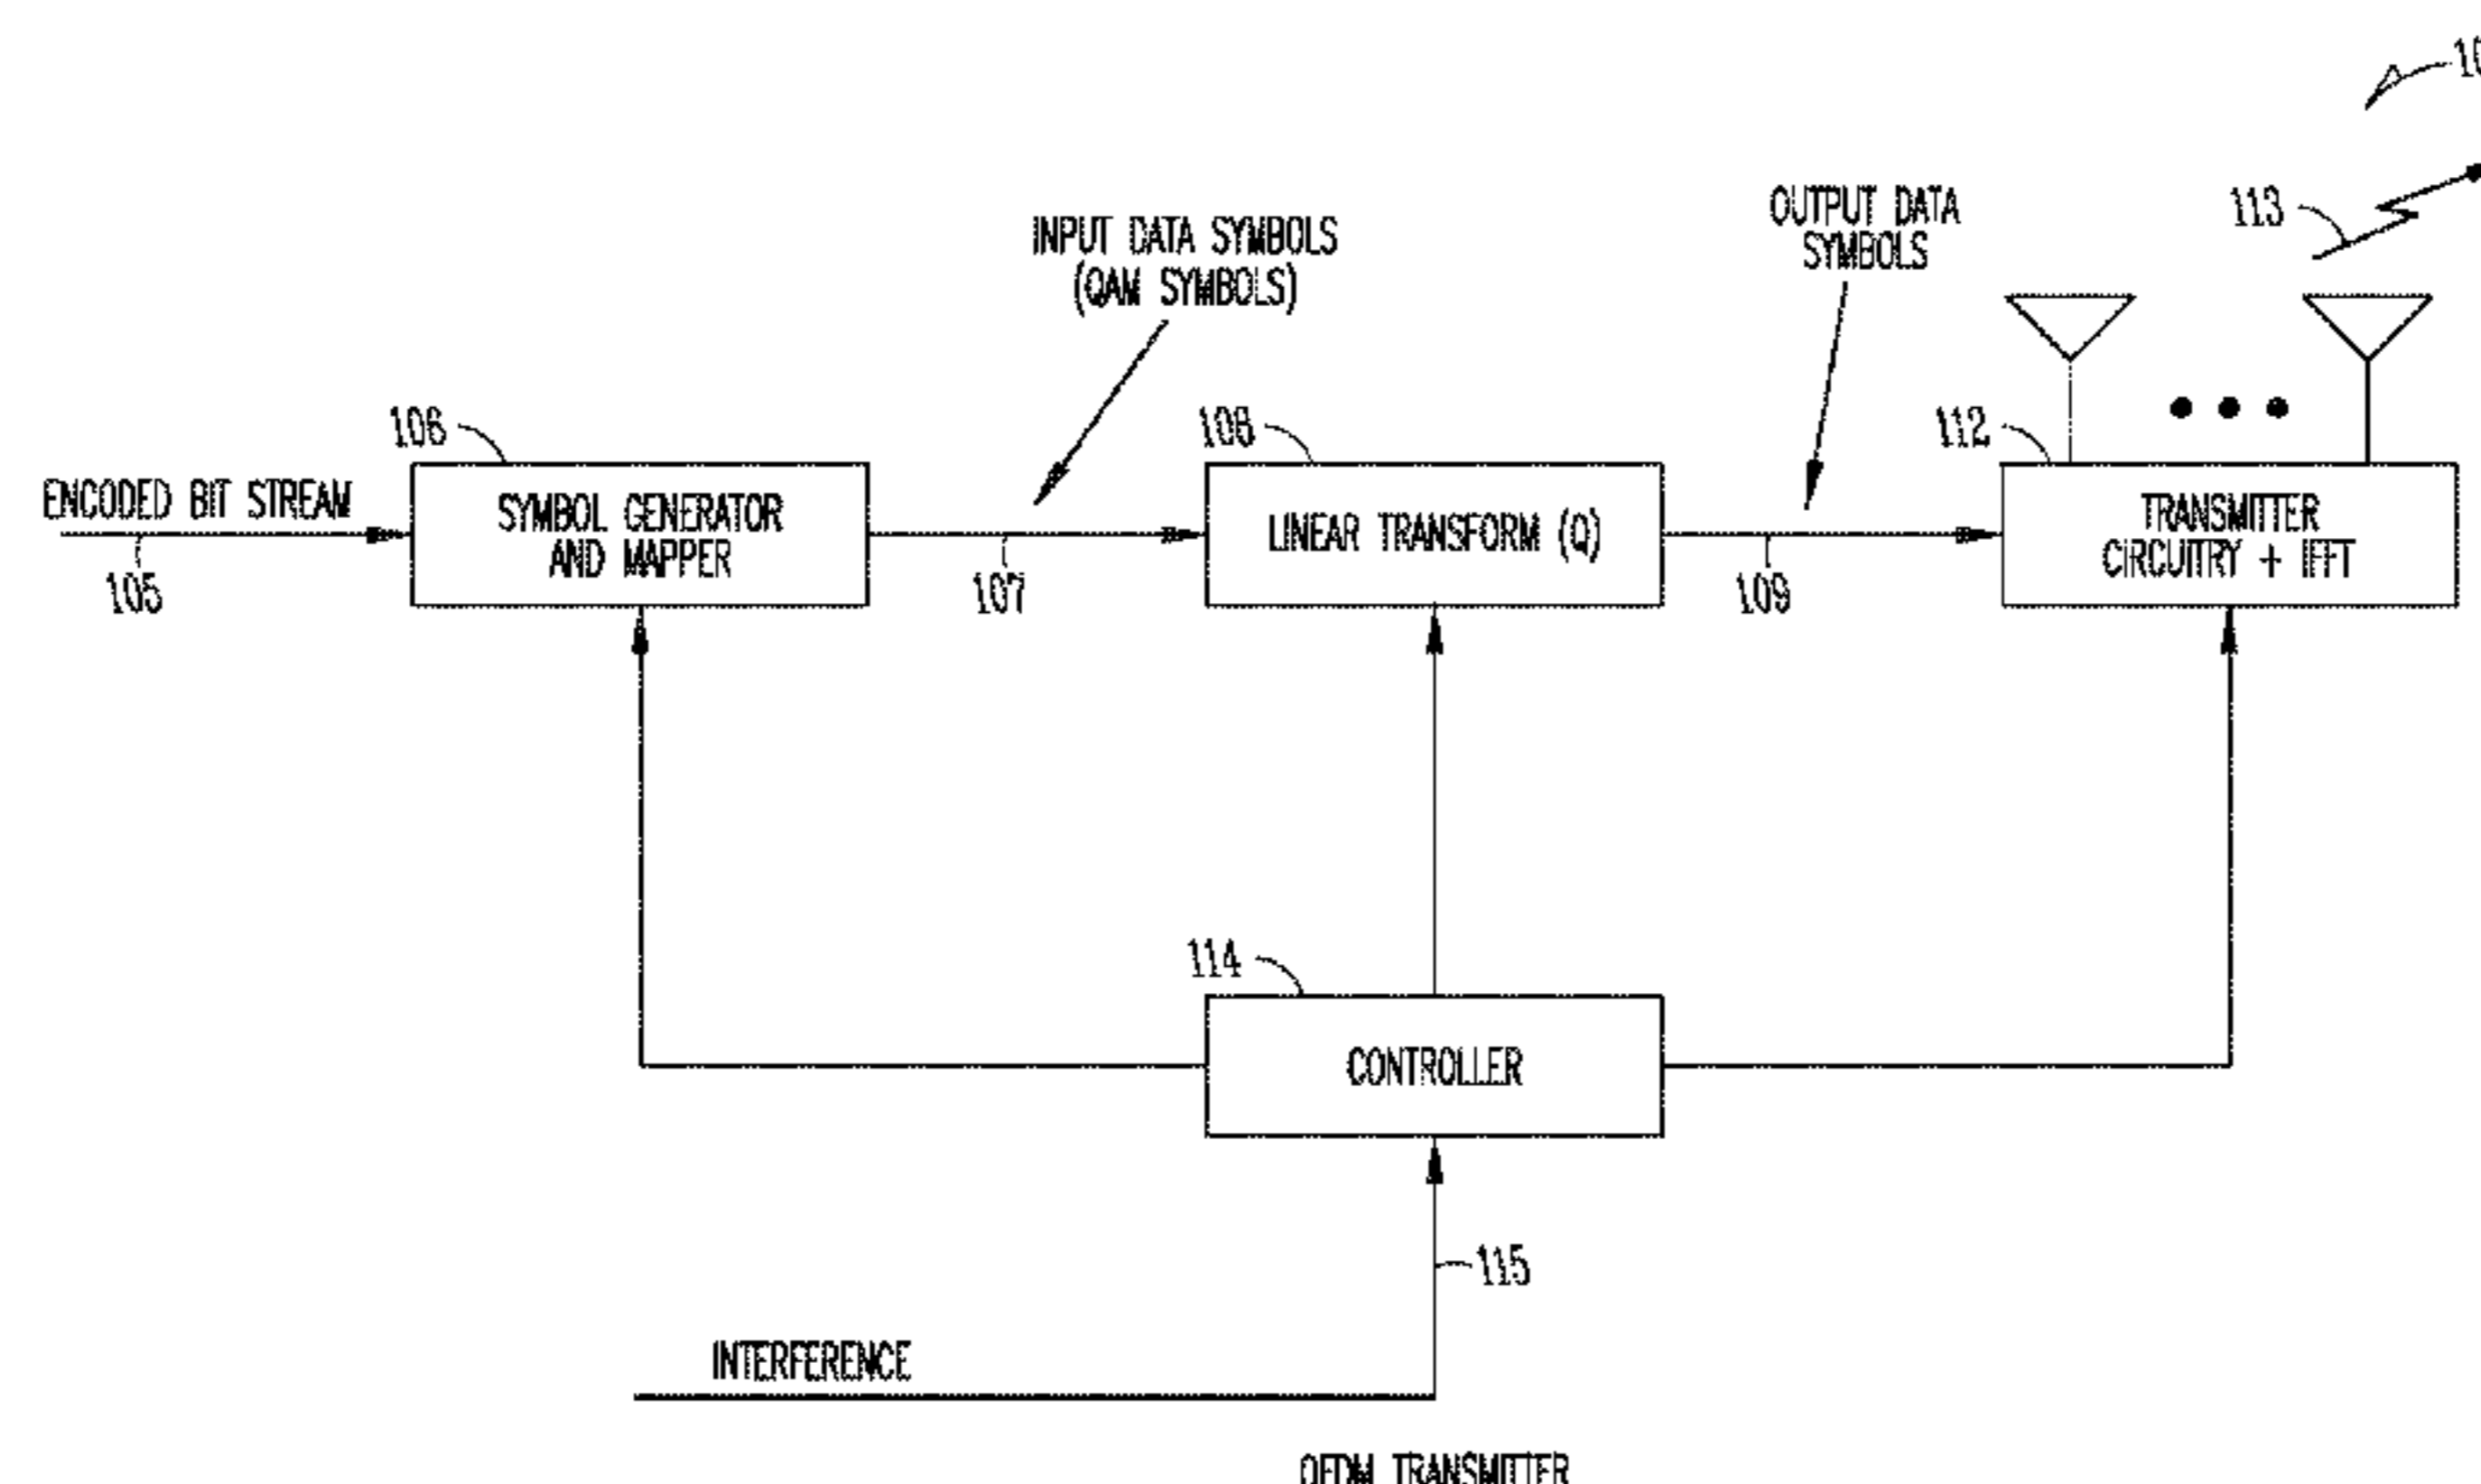 113
INPUT DATA SYMBOLS
(QAM SYMBOLS)
OUTPUT DATA
SYMBOLS
106
108
112
ENCODED BIT STREAM
105
SYMBOL GENERATOR
AND MAPPER
107
LINEAR TRANSFORM (Q)
109
TRANSMITTER
CIRCUITRY + IFFT
114
CONTROLLER
115
INTERFERENCE
OFDM TRANSMITTER